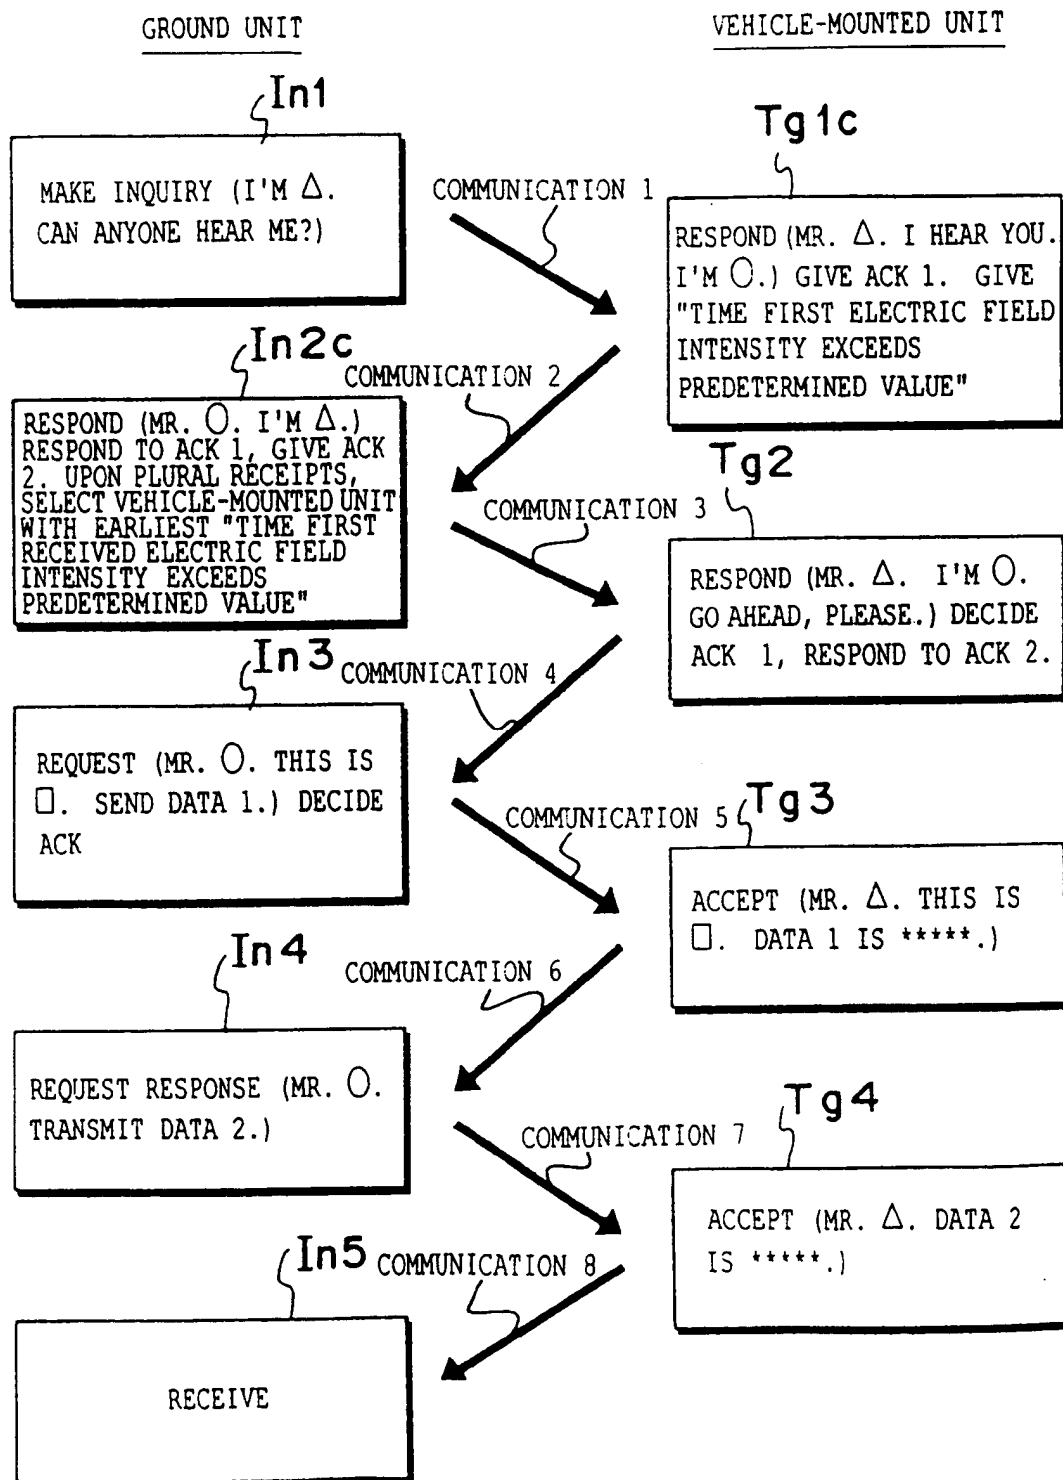 GROUND UNIT
VEHICLE-MOUNTED UNIT
In1
MAKE INQUIRY (I'M △.
CAN ANYONE HEAR ME?)
COMMUNICATION 1
Tg1c
RESPOND (MR. △. I HEAR YOU.
I'M ○.) GIVE ACK 1. GIVE
"TIME FIRST ELECTRIC FIELD
INTENSITY EXCEEDS
PREDETERMINED VALUE"
In2c
COMMUNICATION 2
RESPOND (MR. ○. I'M △.)
RESPOND TO ACK 1, GIVE ACK
2. UPON PLURAL RECEIPTS,
SELECT VEHICLE-MOUNTED UNIT
WITH EARLIEST "TIME FIRST
RECEIVED ELECTRIC FIELD
INTENSITY EXCEEDS
PREDETERMINED VALUE"
COMMUNICATION 3
Tg2
RESPOND (MR. △. I'M ○.
GO AHEAD, PLEASE.) DECIDE
ACK 1, RESPOND TO ACK 2.
In3
COMMUNICATION 4
REQUEST (MR. ○. THIS IS
□. SEND DATA 1.) DECIDE
ACK
COMMUNICATION 5
Tg3
ACCEPT (MR. △. THIS IS
□. DATA 1 IS *****.)
In4
COMMUNICATION 6
REQUEST RESPONSE (MR. ○.
TRANSMIT DATA 2.)
COMMUNICATION 7
Tg4
ACCEPT (MR. △. DATA 2
IS *****.)
In5
COMMUNICATION 8
RECEIVE